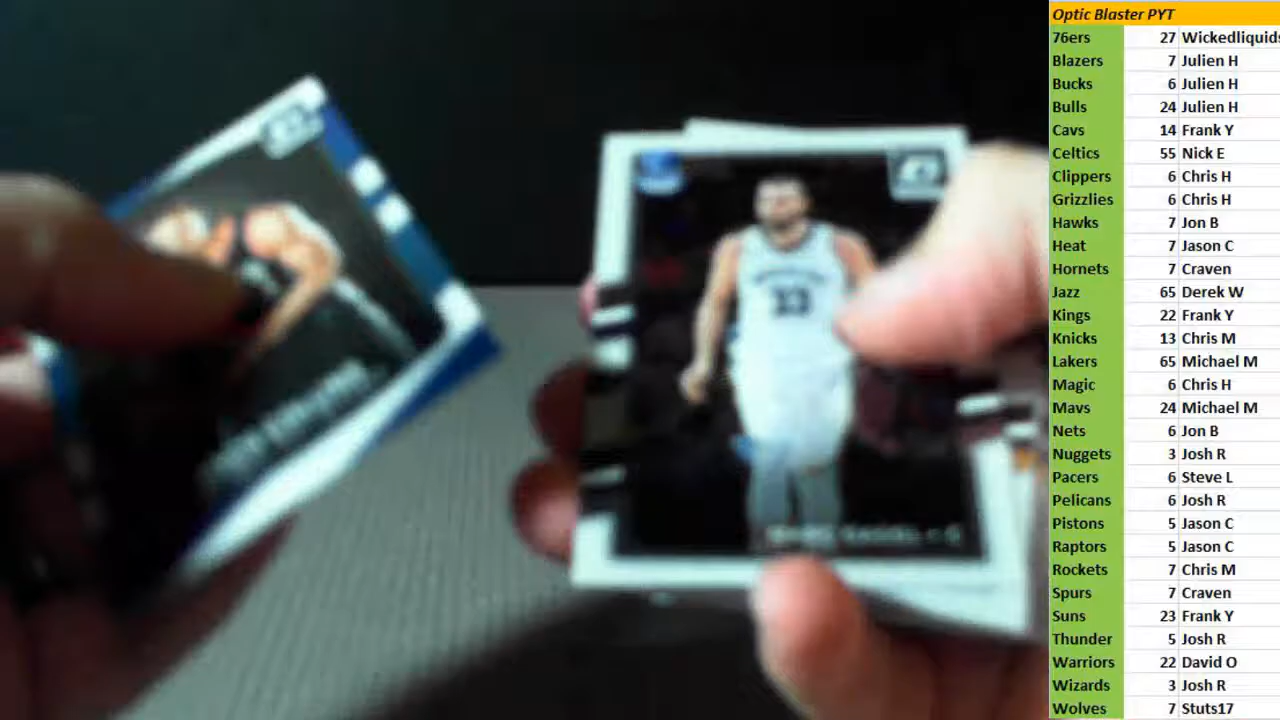 Optic Blaster PYT
76ers 27 Wickedliquids
Blazers 7 Julien H
Bucks 6 Julien H
Bulls 24 Julien H
Cavs 14 Frank Y
Celtics 55 Nick E
Clippers 6 Chris H
Grizzlies 6 Chris H
Hawks 7 Jon B
Heat 7 Jason C
Hornets 7 Craven
Jazz 65 Derek W
Kings 22 Frank Y
Knicks 13 Chris M
Lakers 65 Michael M
Magic 6 Chris H
Mavs 24 Michael M
Nets 6 Jon B
Nuggets 3 Josh R
Pacers 6 Steve L
Pelicans 6 Josh R
Pistons 5 Jason C
Raptors 5 Jason C
Rockets 7 Chris M
Spurs 7 Craven
Suns 23 Frank Y
Thunder 5 Josh R
Warriors 22 David O
Wizards 3 Josh R
Wolves 7 Stuts17
33